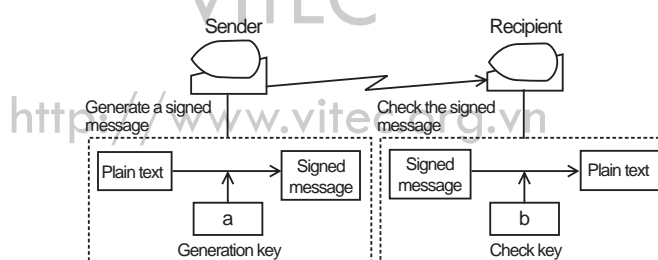 VITEC
Sender
Recipient
Generate a signed
message
Check the signed
message
http://www.vitec.org.vn
Plain text
Signed
message
a
Generation key
Signed
message
Plain text
b
Check key